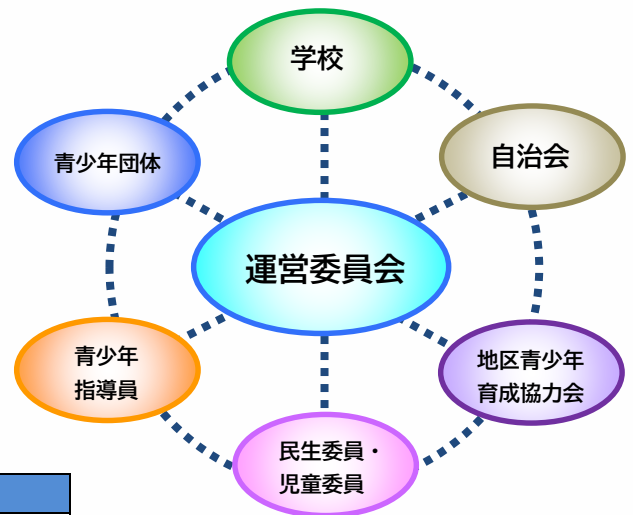 学校
青少年団体
自治会
運営委員会
青少年
指導員
地区青少年
育成協力会
民生委員・
児童委員